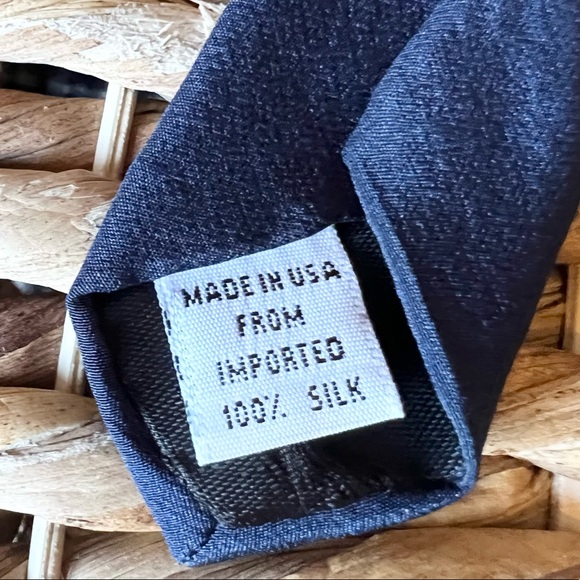 MADE IN USA
FROM
IMPORTED
100% SILK